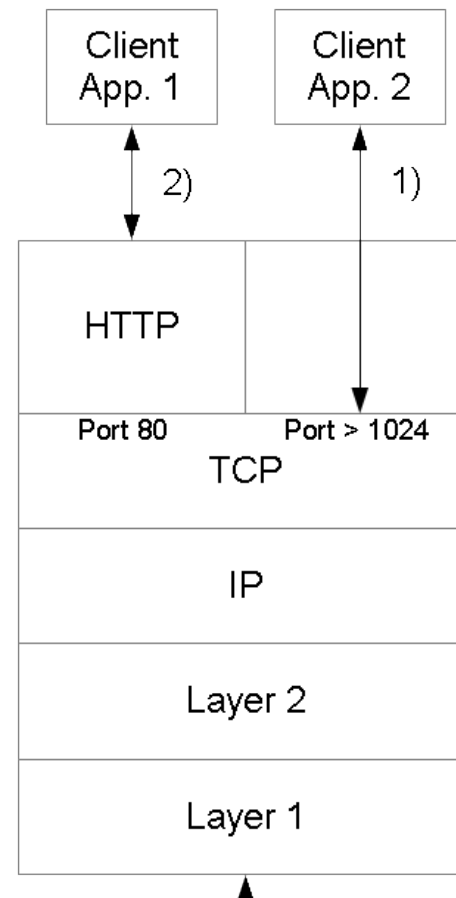 Client
App. 1
Client
App. 2
2)
1)
HTTP
Port 80
Port > 1024
TCP
IP
Layer 2
Layer 1